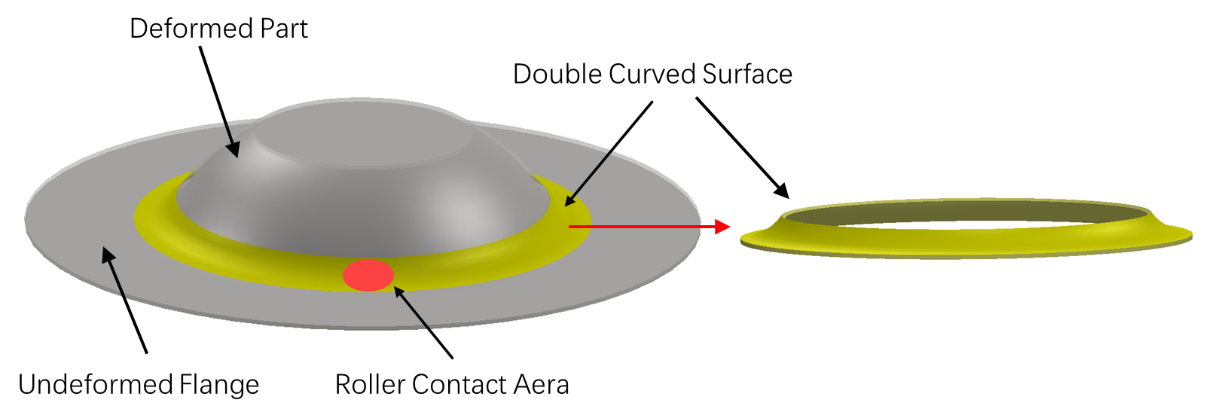 Deformed Part
Double Curved Surface
Undeformed Flange
Roller Contact Aera